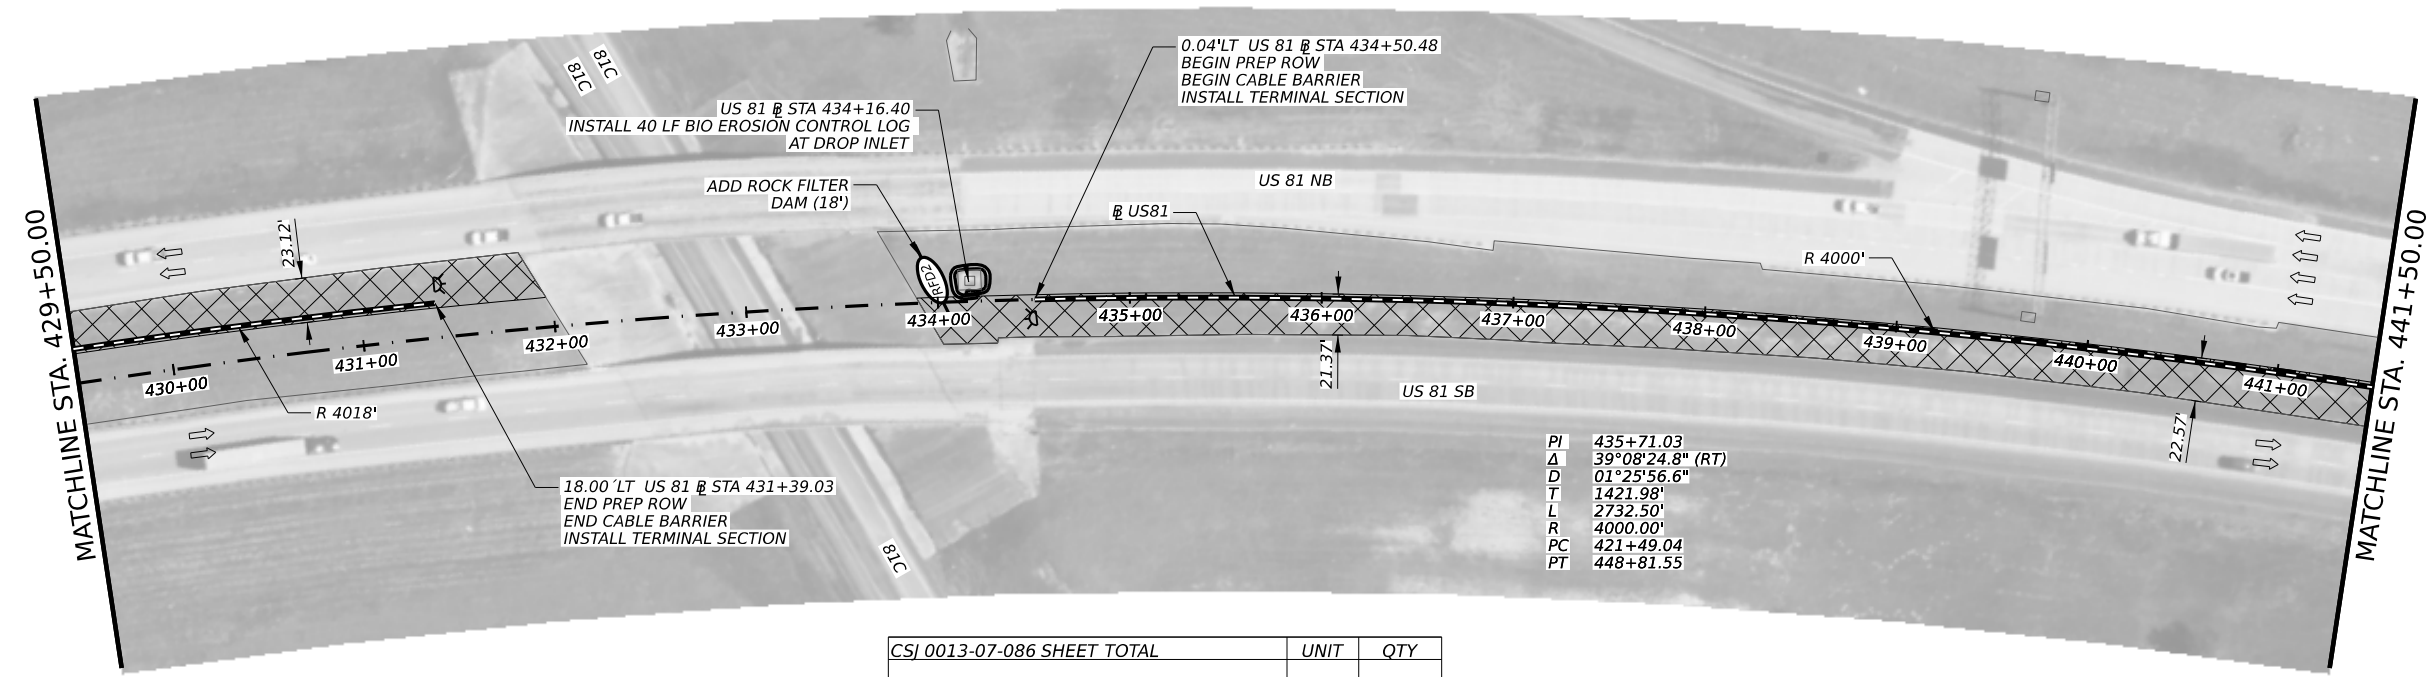 0.04'LT US 81 ℄ STA 434+50.48
BEGIN PREP ROW
BEGIN CABLE BARRIER
INSTALL TERMINAL SECTION
81C
81C
US 81 ℄ STA 434+16.40
INSTALL 40 LF BIO EROSION CONTROL LOG
AT DROP INLET
ADD ROCK FILTER
DAM (18')
US 81 NB
℄ US81
R 4000'
23.12'
RFD2
MATCHLINE STA. 429+50.00
MATCHLINE STA. 441+50.00
430+00
431+00
432+00
433+00
434+00
435+00
436+00
437+00
438+00
439+00
440+00
441+00
21.37'
22.57'
US 81 SB
R 4018'
18.00´LT US 81 ℄ STA 431+39.03
END PREP ROW
END CABLE BARRIER
INSTALL TERMINAL SECTION
81C
PI 435+71.03
Δ 39°08'24.8" (RT)
D 01°25'56.6"
T 1421.98'
L 2732.50'
R 4000.00'
PC 421+49.04
PT 448+81.55
CSJ 0013-07-086 SHEET TOTAL UNIT QTY